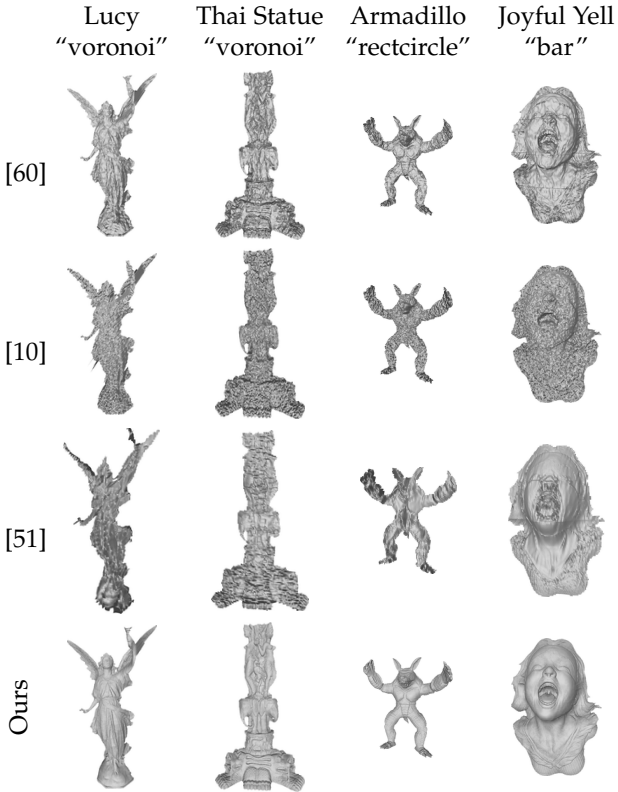 Lucy Thai Statue Armadillo Joyful Yell
“voronoi” “voronoi” “rectcircle” “bar”
[60]
[10]
[51]
Ours